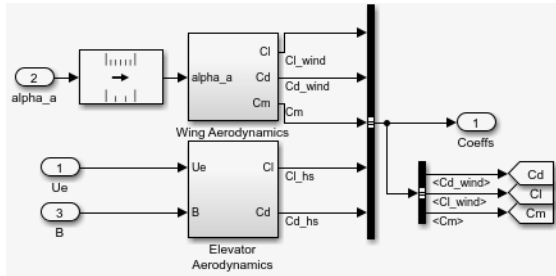 2
alpha_a
alpha_a
Cl
Cd
Cm
Wing Aerodynamics
Cl_wind
Cd_wind
Cm
1
Ue
3
B
Ue
B
Cl
Cd
Elevator
Aerodynamics
Cl_hs
Cd_hs
1
Coeffs
<Cd_wind>
<Cl_wind>
<Cm>
Cd
Cl
Cm